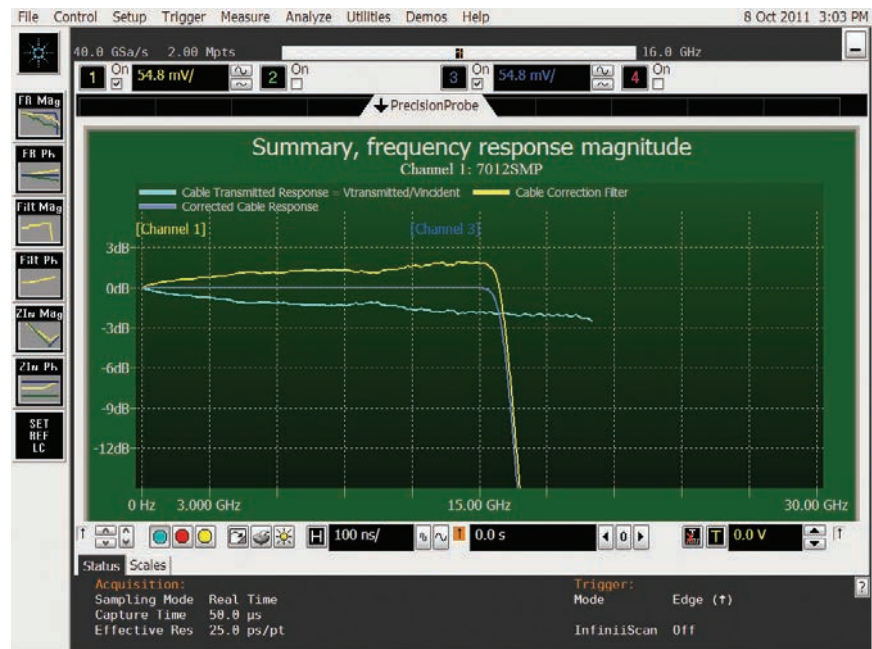 File Control Setup Trigger Measure Analyze Utilities Demos Help 8 Oct 2011 3:03 PM
40.0 GSa/s 2.00 Mpts 16.0 GHz
1 On 54.8 mV/ 2 On 3 On 54.8 mV/ 4 On
PrecisionProbe
FR Mag
FR Ph
Filt Mag
Filt Ph
ZIn Mag
ZIn Ph
SET
REF
LC
Summary, frequency response magnitude
Channel 1: 7012SMP
Cable Transmitted Response = Vtransmitted/Vincident Cable Correction Filter
Corrected Cable Response
[Channel 1] [Channel 3]
3dB
0dB
-3dB
-6dB
-9dB
-12dB
0 Hz 3.000 GHz 15.00 GHz 30.00 GHz
H 100 ns/ T 0.0 s 0 T 0.0 V
Status Scales
Acquisition: Trigger:
Sampling Mode Real Time Mode Edge (↑)
Capture Time 50.0 µs
Effective Res 25.0 ps/pt InfiniiScan Off
?